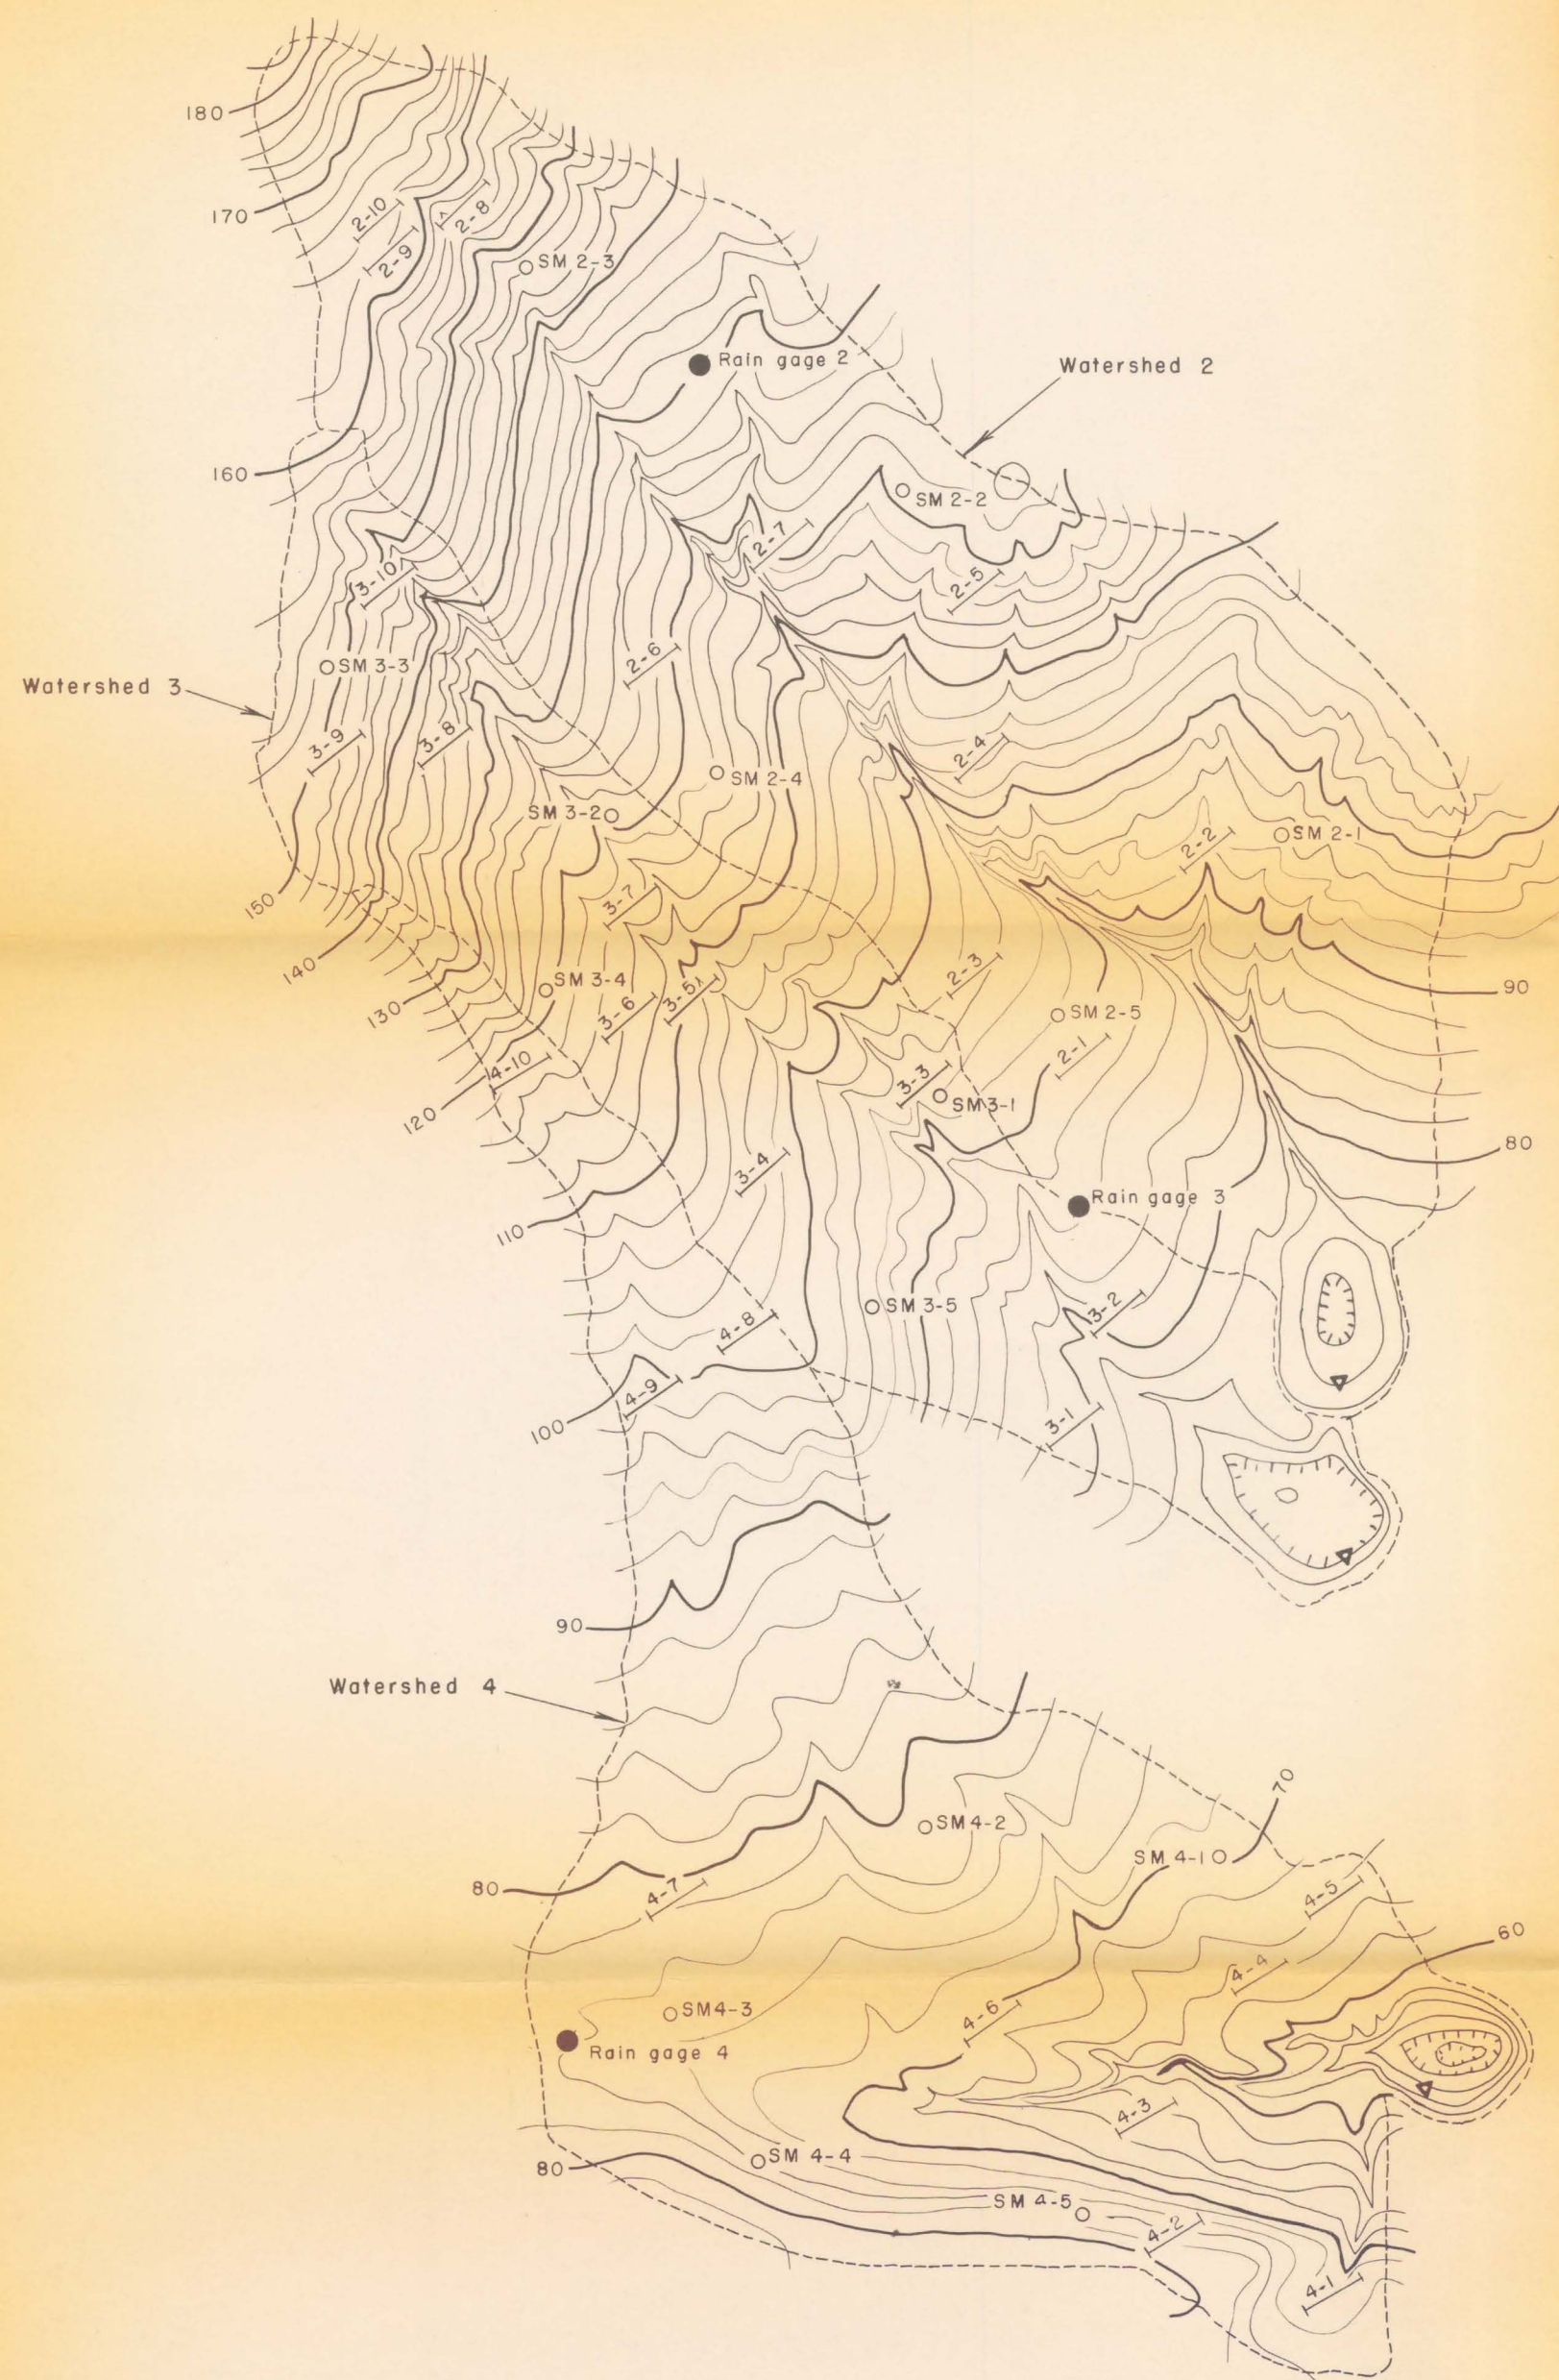 180
2-10
2-8
170
2-9
SM 2-3
Rain gage 2
Watershed 2
160
SM 2-2
2-7
3-10
2-5
SM 3-3
2-6
Watershed 3
3-9
3-8
2-4
SM 2-4
SM 3-2
SM 2-1
2-2
150
3-7
140
2-3
SM 3-4
3-5
90
130
3-6
SM 2-5
2-1
4-10
3-3
SM 3-1
120
80
3-4
Rain gage 3
110
SM 3-5
3-2
4-8
4-9
100
3-1
90
Watershed 4
70
SM 4-2
SM 4-1
80
4-7
4-5
60
4-4
SM 4-3
4-6
Rain gage 4
4-3
SM 4-4
80
SM 4-5
4-2
4-1